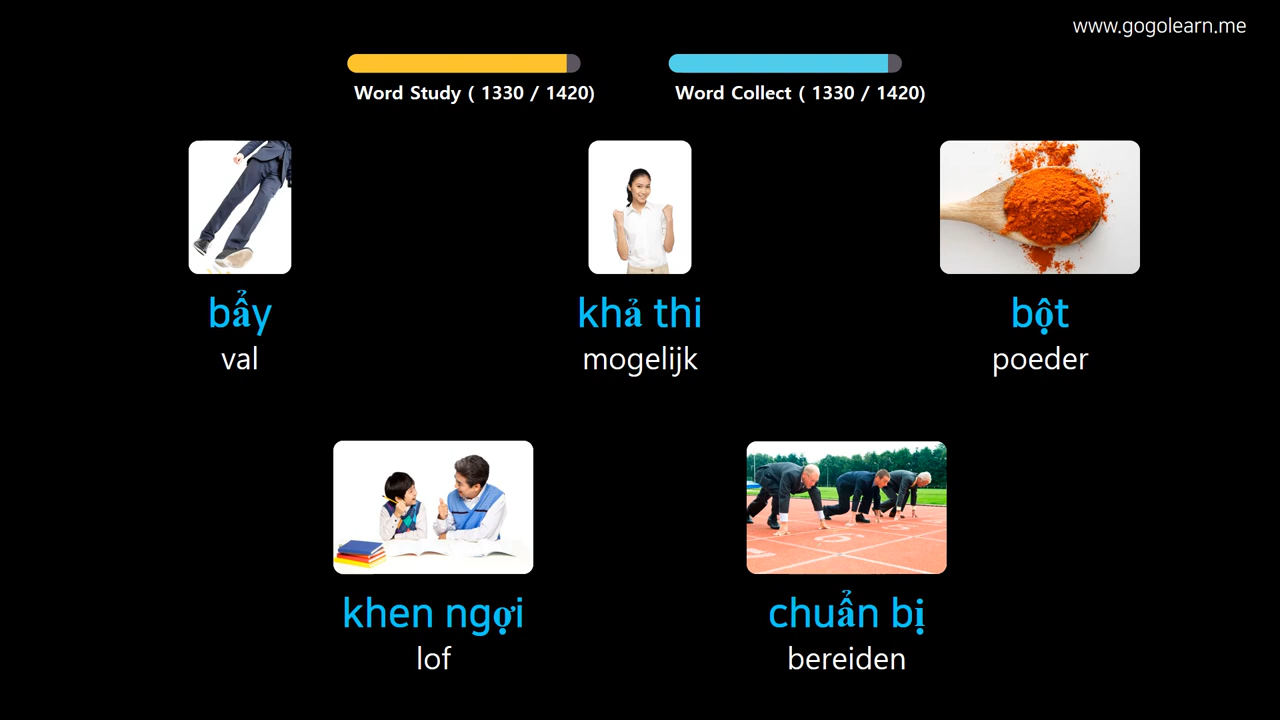 www.gogolearn.me
Word Study ( 1330 / 1420)
Word Collect ( 1330 / 1420)
bẩy
val
khả thi
mogelijk
bột
poeder
khen ngợi
lof
chuẩn bị
bereiden